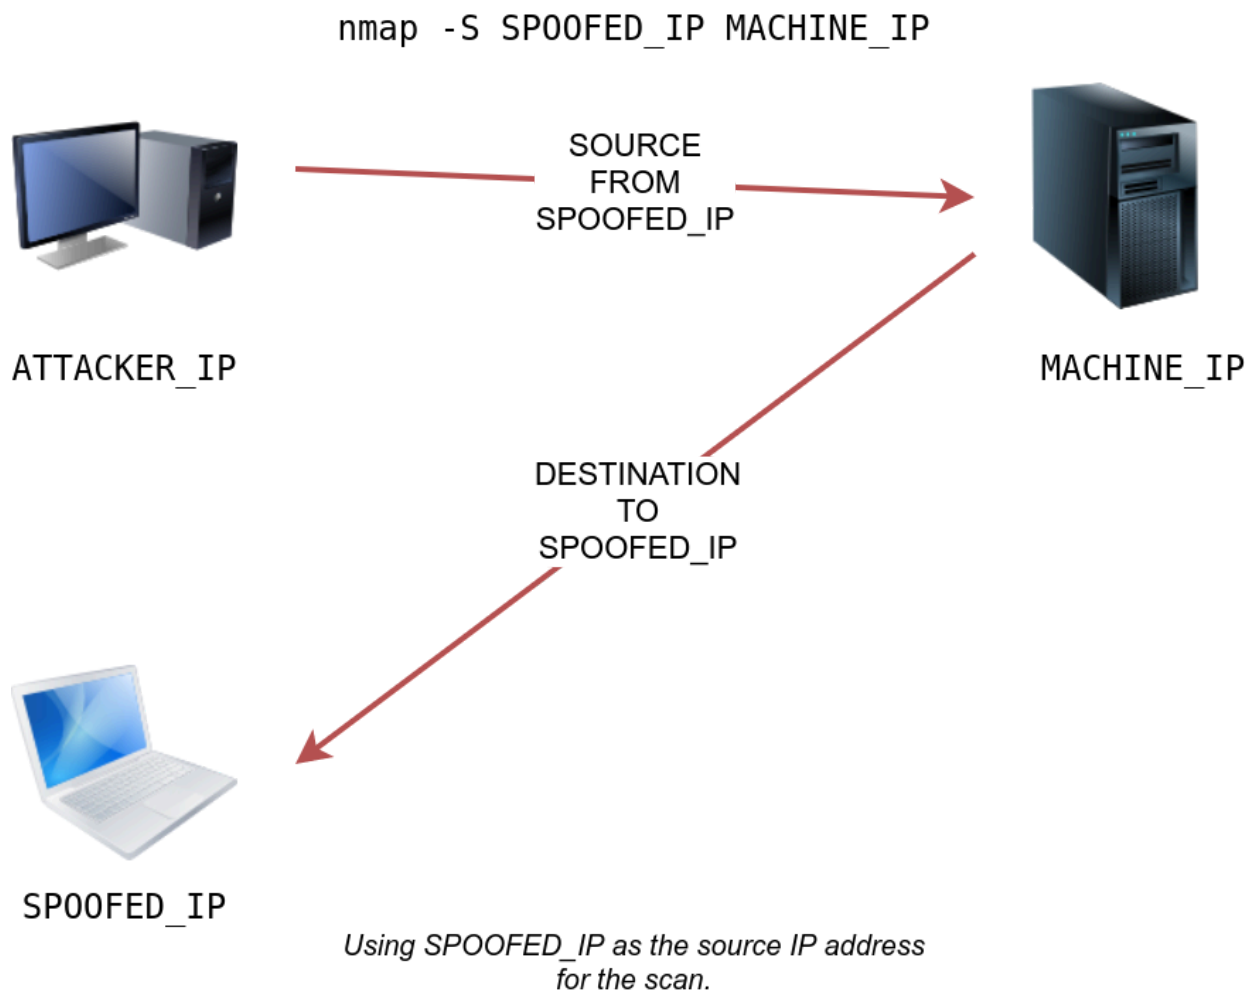 nmap -S SPOOFED_IP MACHINE_IP
SOURCE
FROM
SPOOFED_IP
ATTACKER_IP
MACHINE_IP
DESTINATION
TO
SPOOFED_IP
SPOOFED_IP
Using SPOOFED_IP as the source IP address
for the scan.